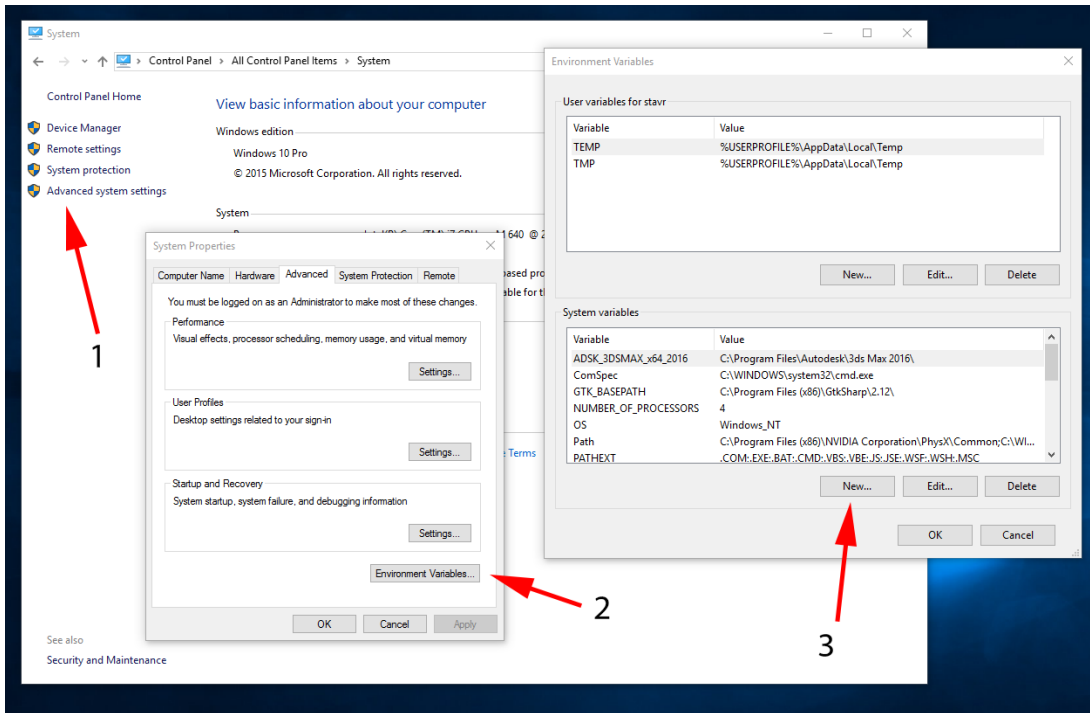 System
Control Panel > All Control Panel Items > System
Control Panel Home
Device Manager
Remote settings
System protection
Advanced system settings
See also
Security and Maintenance
View basic information about your computer
Windows edition
Windows 10 Pro
© 2015 Microsoft Corporation. All rights reserved.
System
M 640 @ 2
able for t
Terms
1
System Properties
Computer Name Hardware Advanced System Protection Remote
You must be logged on as an Administrator to make most of these changes.
Performance
Visual effects, processor scheduling, memory usage, and virtual memory
Settings...
User Profiles
Desktop settings related to your sign-in
Settings...
Startup and Recovery
System startup, system failure, and debugging information
Settings...
Environment Variables...
OK Cancel Apply
2
Environment Variables
User variables for stavr
Variable Value
TEMP %USERPROFILE%\AppData\Local\Temp
TMP %USERPROFILE%\AppData\Local\Temp
New... Edit... Delete
System variables
Variable Value
ADSK_3DSMAX_x64_2016 C:\Program Files\Autodesk\3ds Max 2016\
ComSpec C:\WINDOWS\system32\cmd.exe
GTK_BASEPATH C:\Program Files (x86)\GtkSharp\2.12\
NUMBER_OF_PROCESSORS 4
OS Windows_NT
Path C:\Program Files (x86)\NVIDIA Corporation\PhysX\Common;C:\WI...
PATHEXT .COM;.EXE;.BAT;.CMD;.VBS;.VBE;.JS;.JSE;.WSF;.WSH;.MSC
New... Edit... Delete
OK Cancel
3